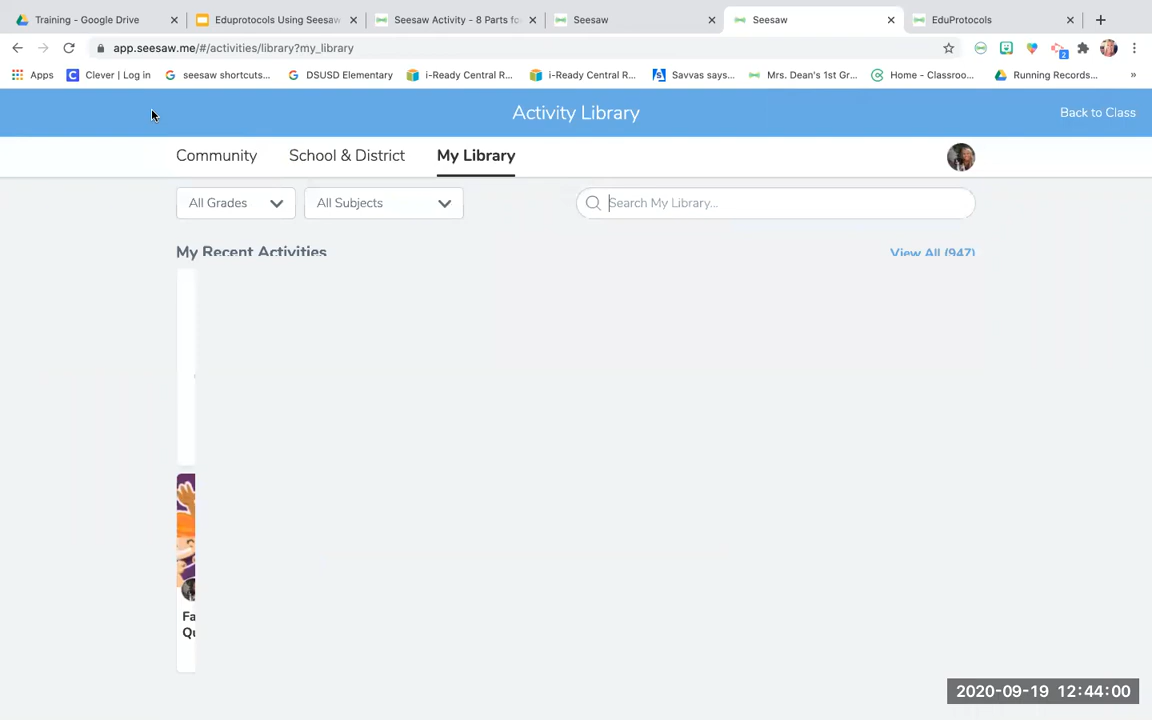 Training - Google Drive
Eduprotocols Using Seesaw
Seesaw Activity - 8 Parts fo
Seesaw
Seesaw
EduProtocols
app.seesaw.me/#/activities/library?my_library
2
Apps
Clever | Log in
seesaw shortcuts...
DSUSD Elementary
i-Ready Central R...
i-Ready Central R...
Savvas says...
Mrs. Dean's 1st Gr...
Home - Classroo...
Running Records...
»
Activity Library
Back to Class
Community
School & District
My Library
All Grades
All Subjects
Search My Library...
My Recent Activities
View All (947)
Fa
Qu
2020-09-19 12:44:00